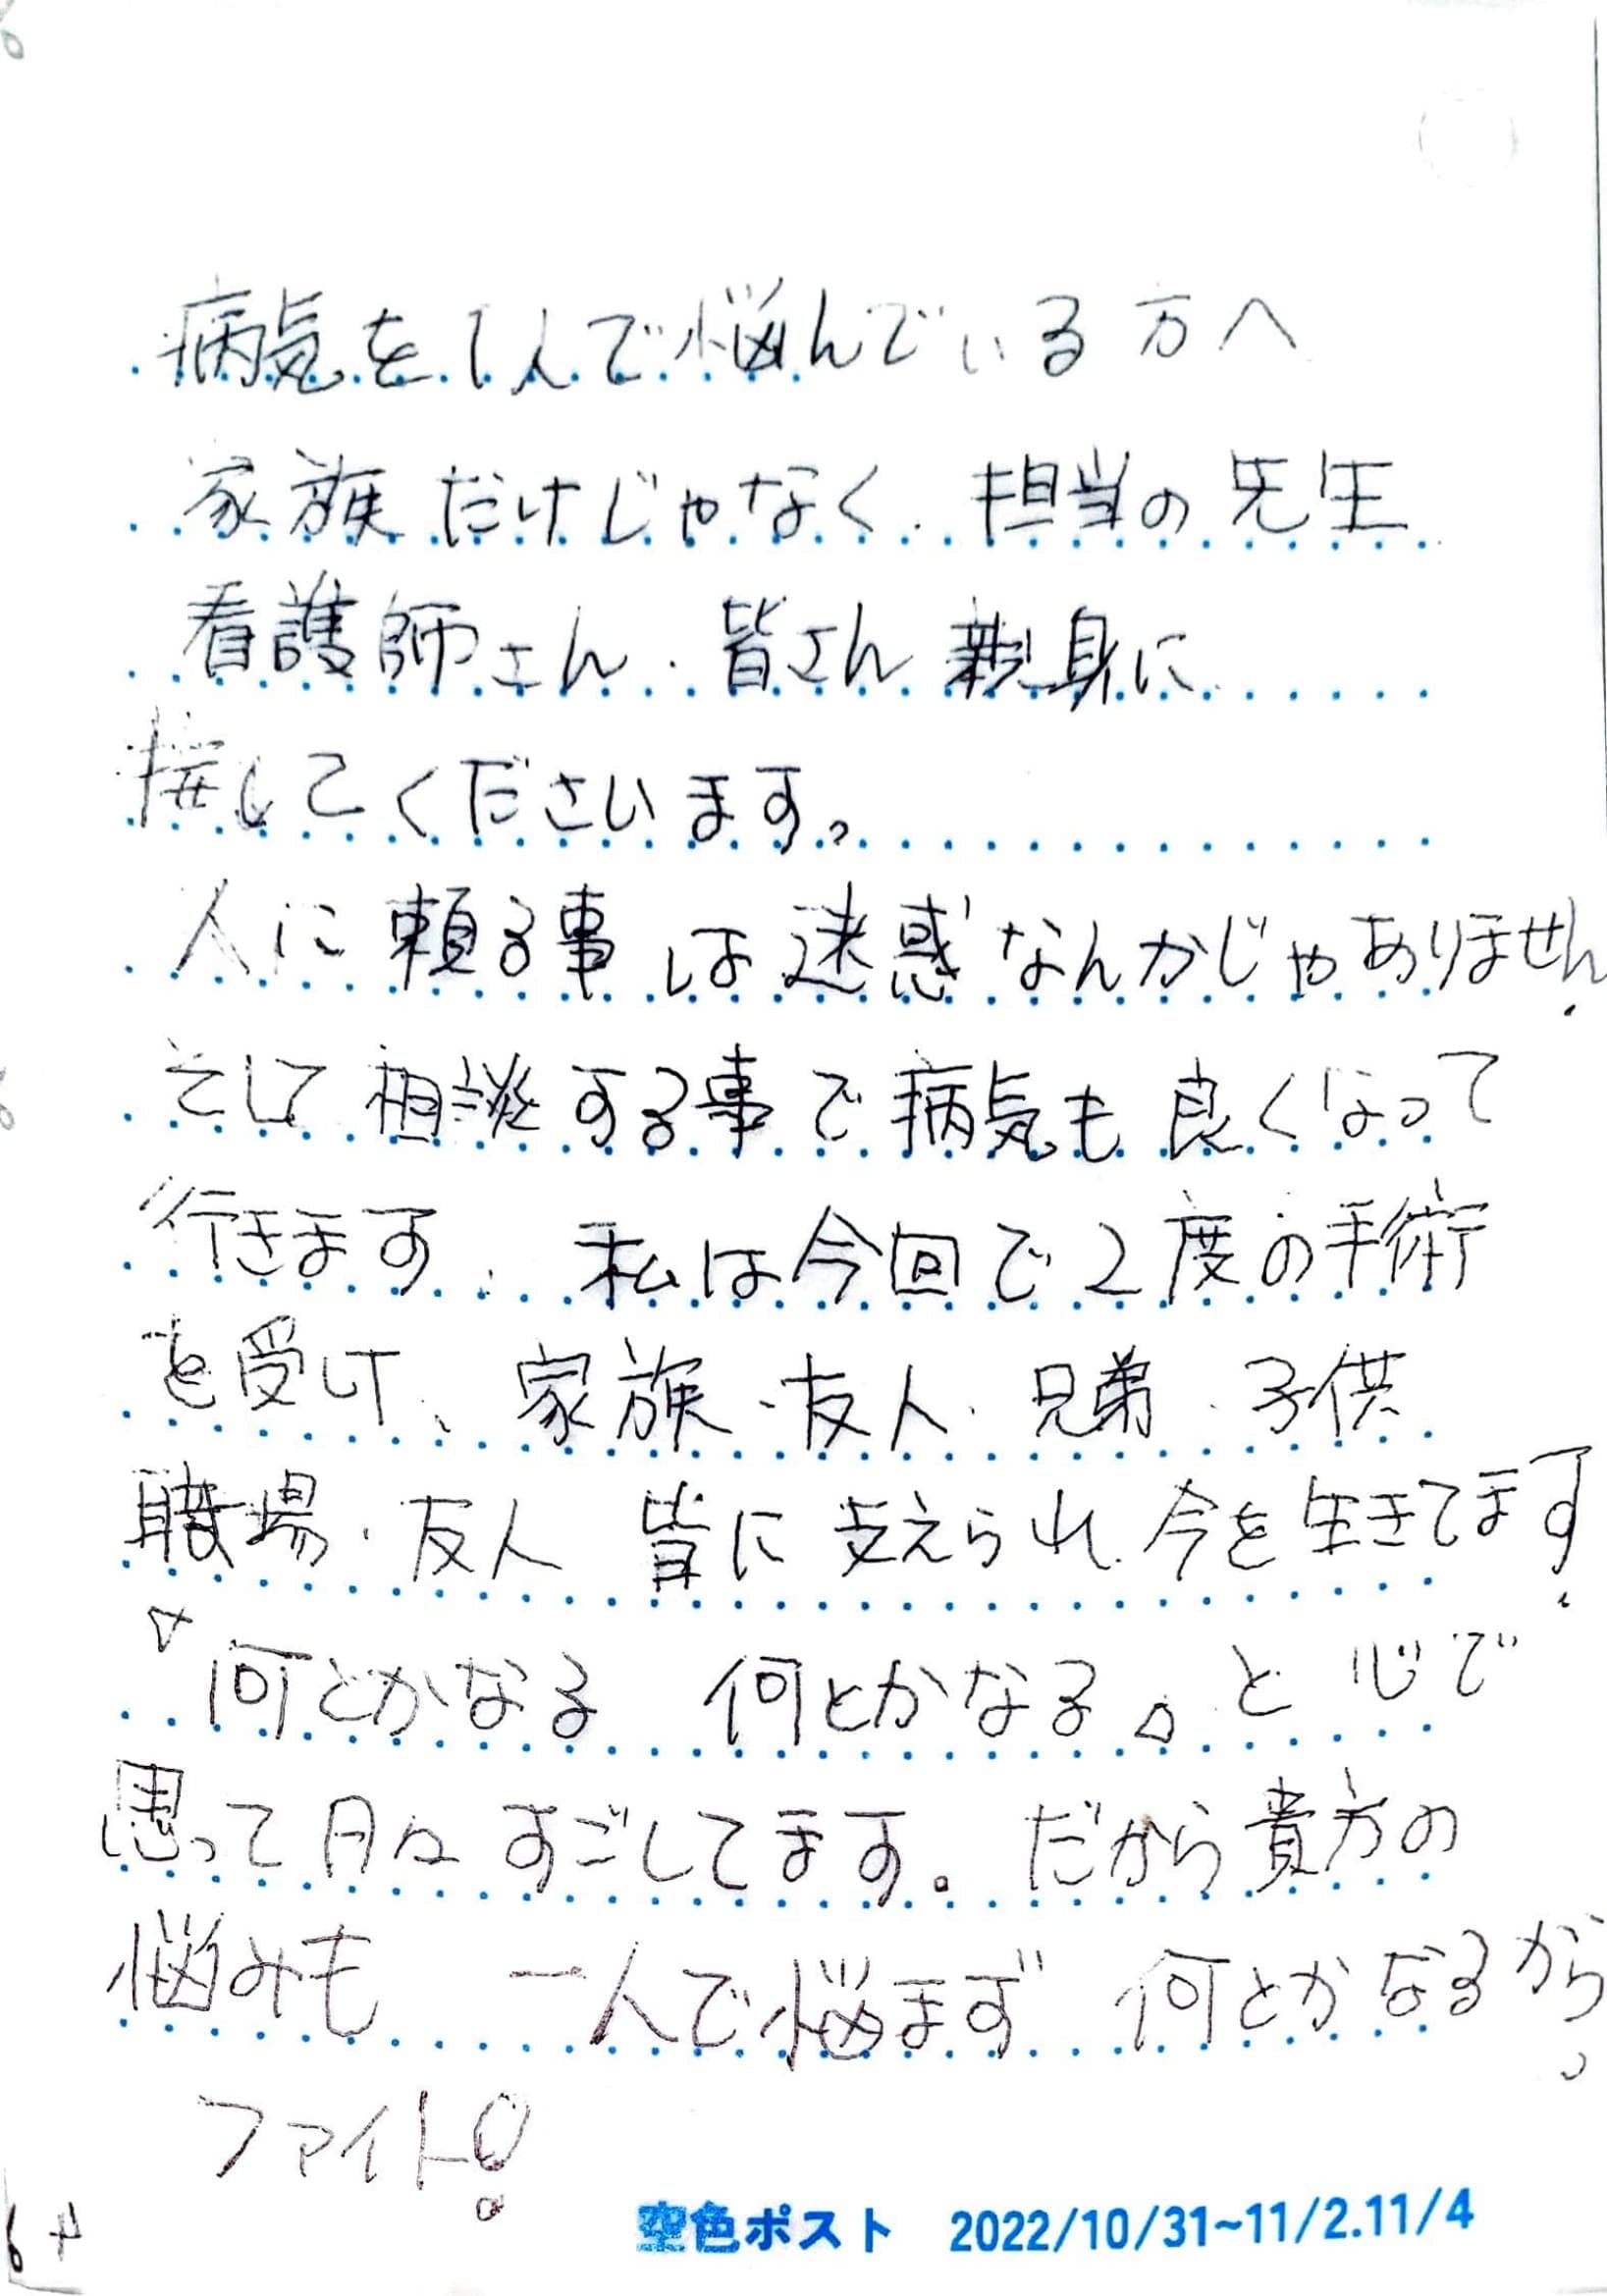 病気を1人で悩んでいる方へ
家族だけじゃなく、担当の先生
看護師さん、皆さん親身に
接してくださいます。
人に頼る事は迷惑なんかじゃありません。
そして相談する事で病気も良くなって
行きます、私は今回で2度の手術
を受け、家族・友人・兄弟・子供
職場・友人 皆に支えられ今を生きてます。
『何とかなる 何とかなる』と心で
思って日々すごしてます。だから貴方の
悩みも 一人で悩まず 何とかなるから。
ファイト!
空色ポスト 2022/10/31~11/2.11/4